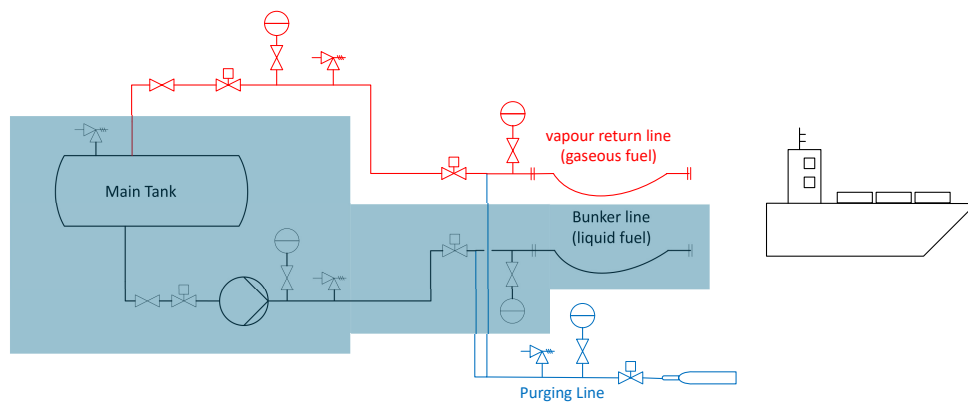 vapour return line
(gaseous fuel)
Main Tank
Bunker line
(liquid fuel)
Purging Line